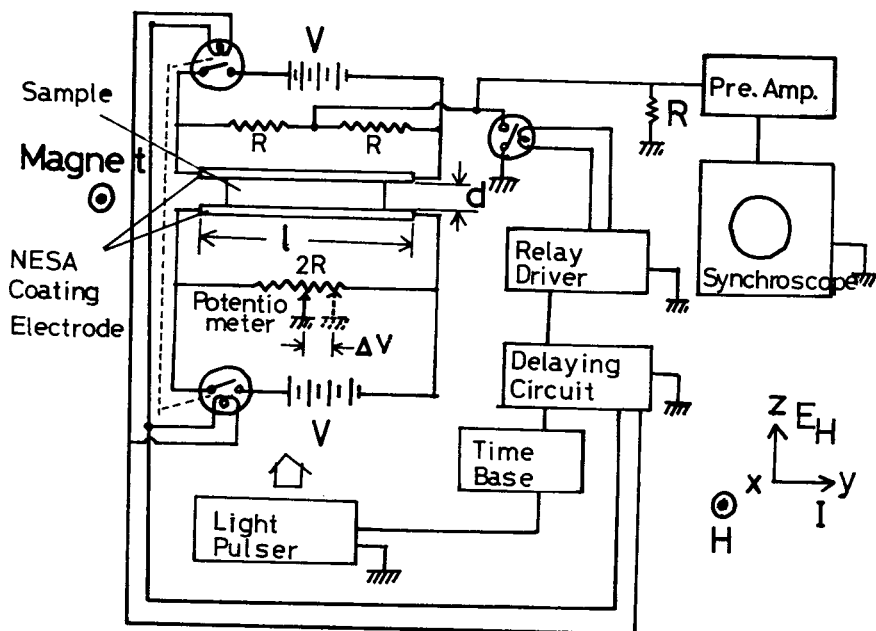 V
Sample
R
R
Pre. Amp.
R
Magnet
d
l
Synchroscope
NESA
Coating
Electrode
2R
Potentio
meter
ΔV
Relay
Driver
V
Delaying
Circuit
Time
Base
Light
Pulser
Z
E_H
x
y
I
H